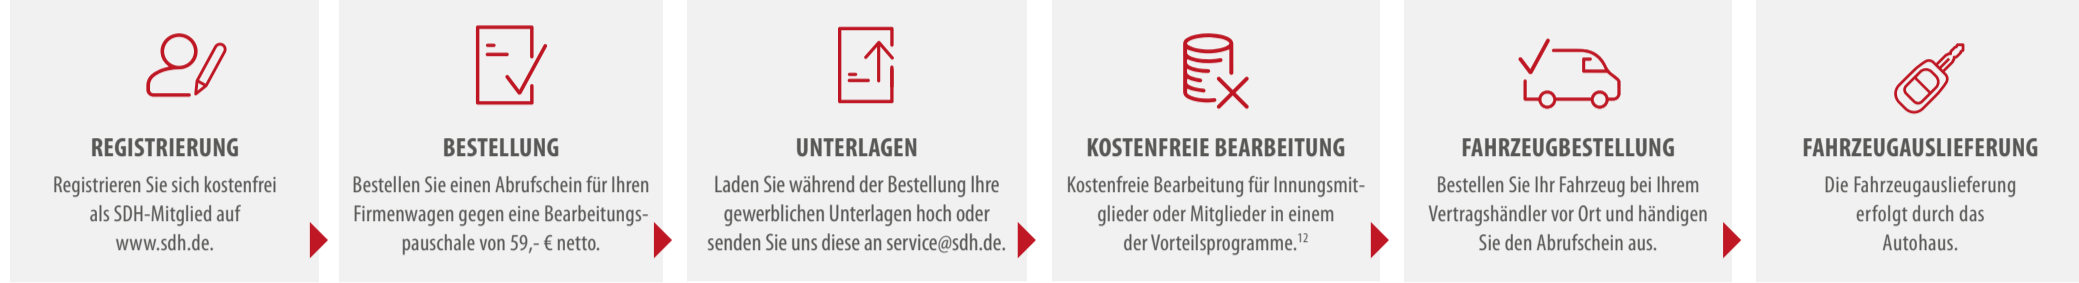 REGISTRIERUNG
Registrieren Sie sich kostenfrei
als SDH-Mitglied auf
www.sdh.de.
BESTELLUNG
Bestellen Sie einen Abrufschein für Ihren
Firmenwagen gegen eine Bearbeitungs-
pauschale von 59,- € netto.
UNTERLAGEN
Laden Sie während der Bestellung Ihre
gewerblichen Unterlagen hoch oder
senden Sie uns diese an service@sdh.de.
KOSTENFREIE BEARBEITUNG
Kostenfreie Bearbeitung für Innungsmit-
glieder oder Mitglieder in einem
der Vorteilsprogramme.¹²
FAHRZEUGBESTELLUNG
Bestellen Sie Ihr Fahrzeug bei Ihrem
Vertragshändler vor Ort und händigen
Sie den Abrufschein aus.
FAHRZEUGAUSLIEFERUNG
Die Fahrzeugauslieferung
erfolgt durch das
Autohaus.